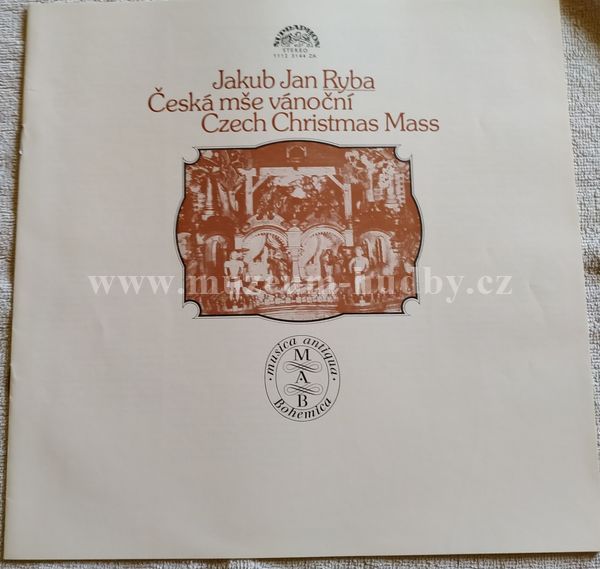 SUPRAPHON
STEREO
1112 3144 ZA
Jakub Jan Ryba
Česká mše vánoční
Czech Christmas Mass
www.muzeum-hudby.cz
musica antiqua
M
A
B
Bohemica